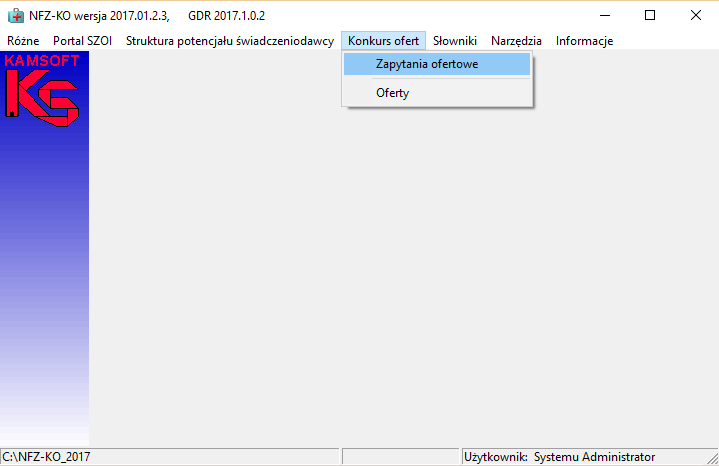 NFZ-KO wersja 2017.01.2.3, GDR 2017.1.0.2
Różne Portal SZOI Struktura potencjału świadczeniodawcy Konkurs ofert Słowniki Narzędzia Informacje
KAMSOFT
KS
Zapytania ofertowe
Oferty
C:\NFZ-KO_2017 Użytkownik: Systemu Administrator